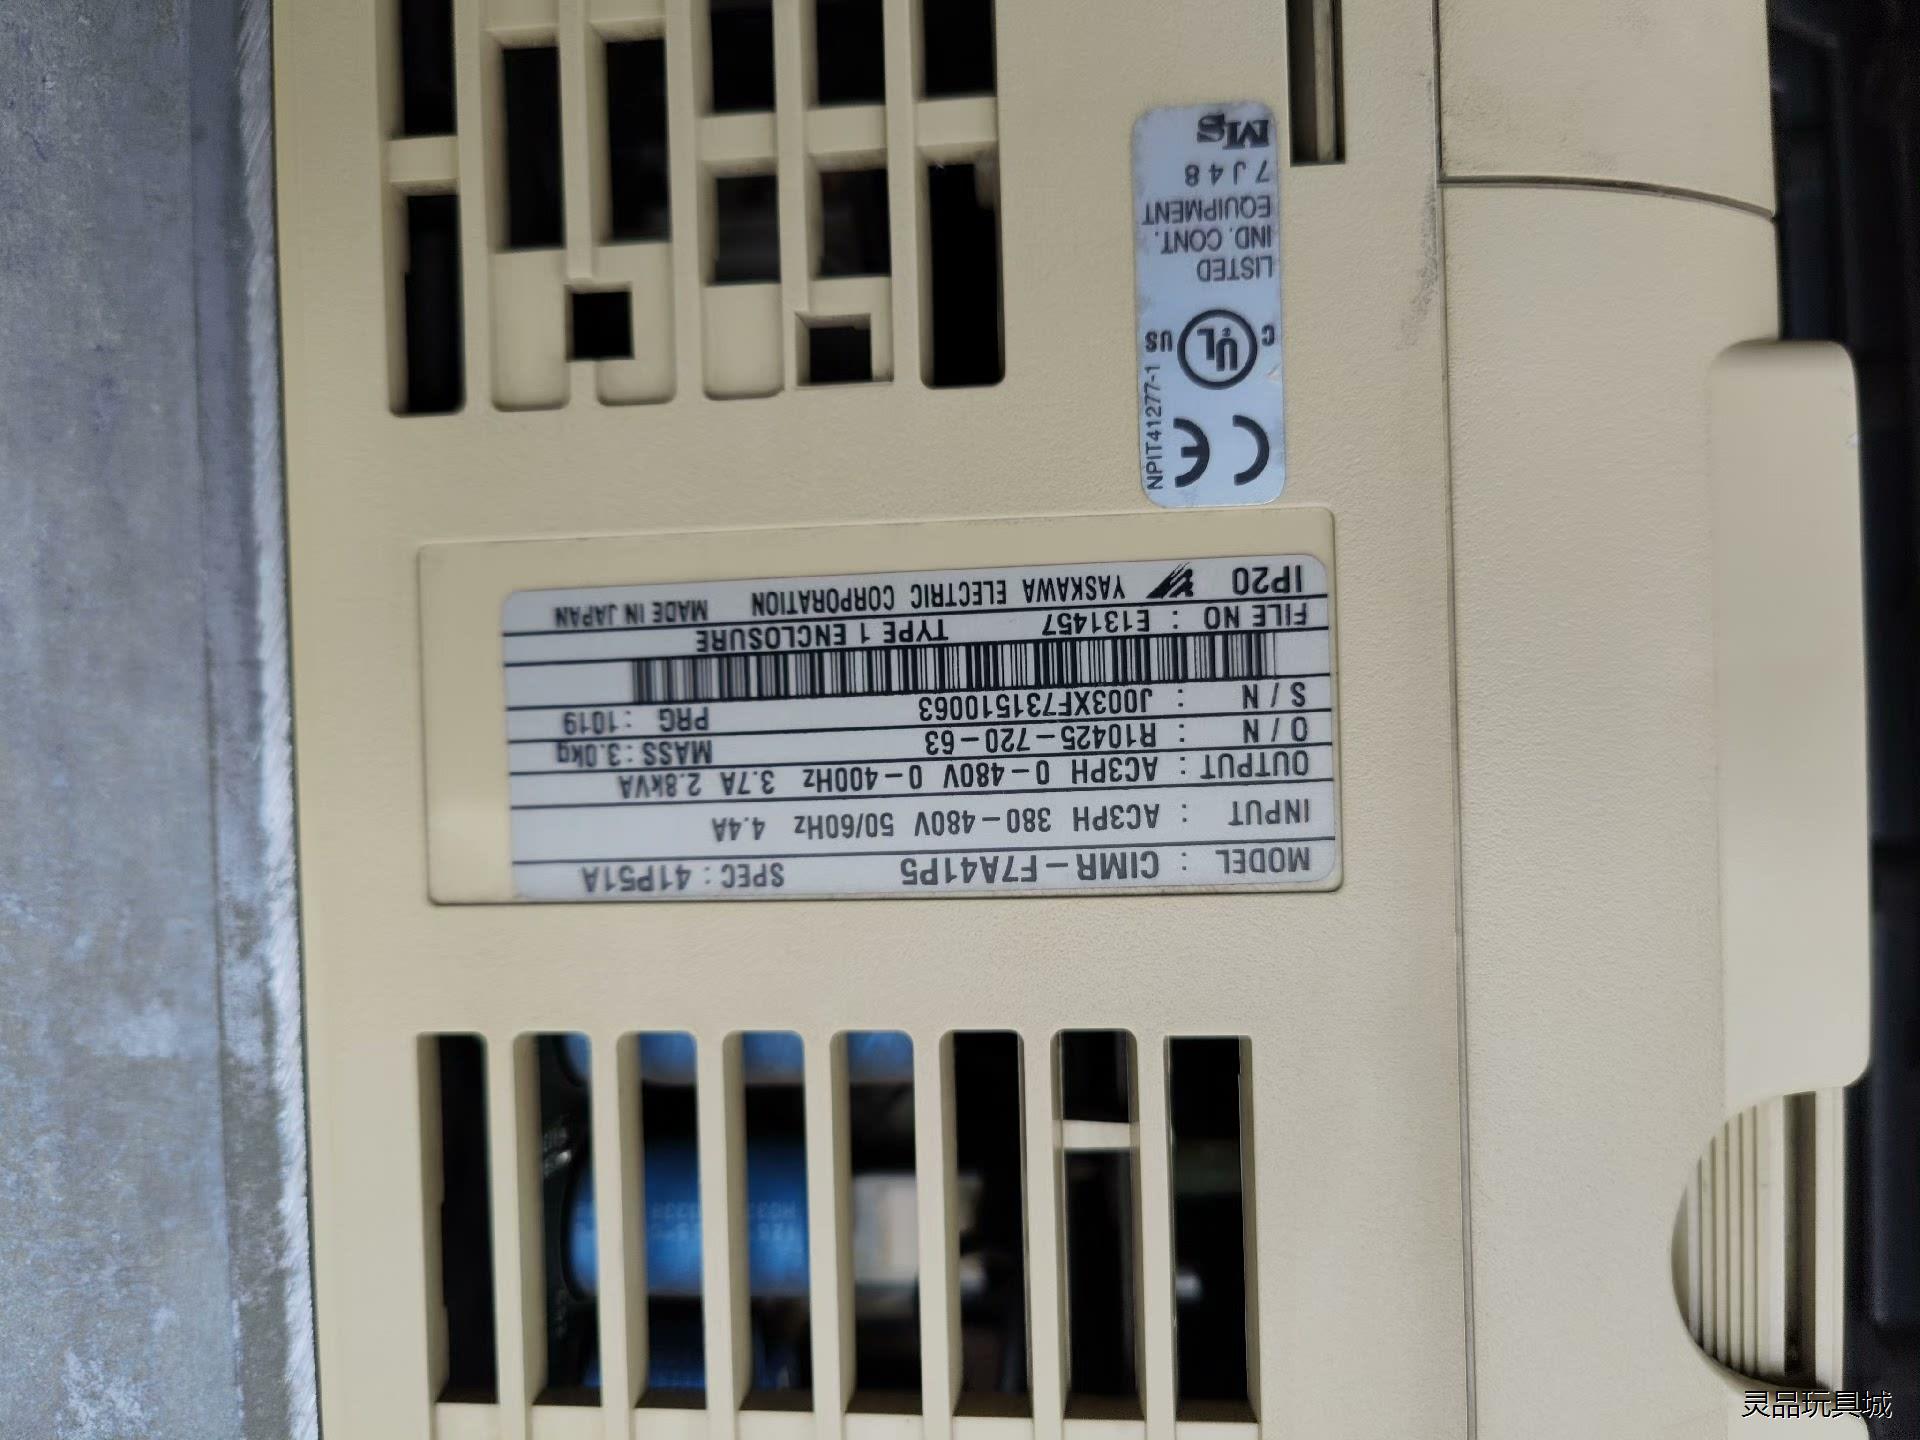 MODEL : CIMR-F7A41P5 SPEC : 41P51A
INPUT : AC3PH 380-480V 50/60Hz 4.4A
OUTPUT : AC3PH 0-480V 0-400Hz 3.7A 2.8kVA
O/N : R10425-720-63 MASS : 3.0kg
S/N : J003XF731510063 PRG : 1019
FILE NO : E131457 TYPE 1 ENCLOSURE
IP20 YASKAWA ELECTRIC CORPORATION MADE IN JAPAN
CE
NPIT41277-1
C UL US
LISTED
IND. CONT.
EQUIPMENT
7J48
MS
灵品玩具城